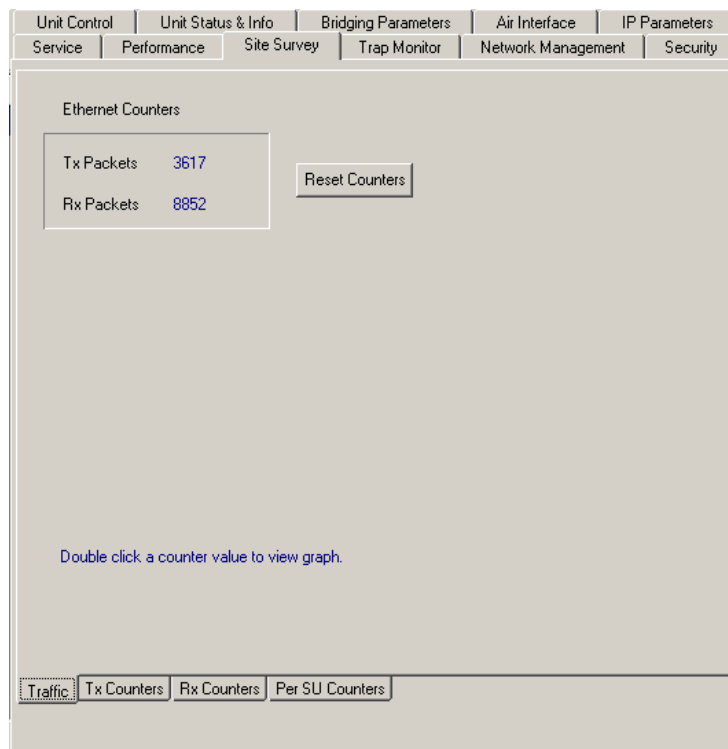 Unit Control Unit Status & Info Bridging Parameters Air Interface IP Parameters
Service Performance Site Survey Trap Monitor Network Management Security
Ethernet Counters
Tx Packets 3617
Reset Counters
Rx Packets 8852
Double click a counter value to view graph.
Traffic Tx Counters Rx Counters Per SU Counters